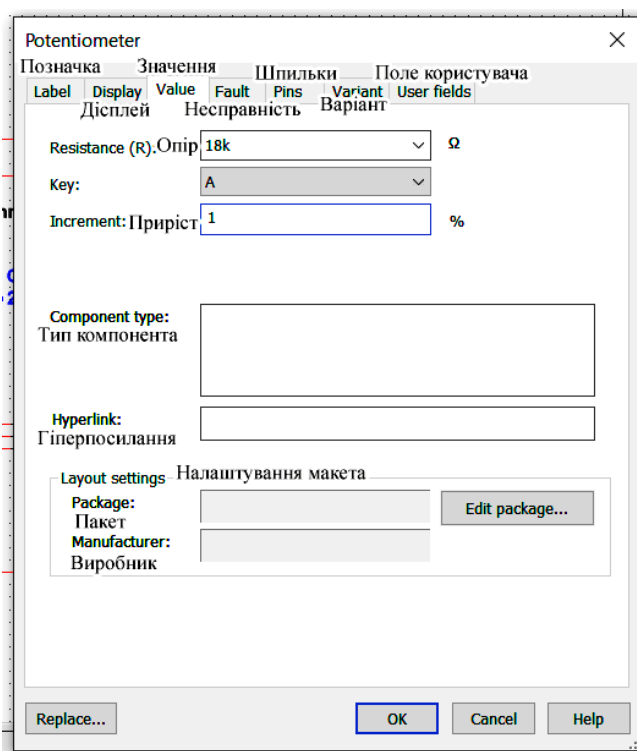 Potentiometer
Позначка Значення Шпильки Поле користувача
Label Display Value Fault Pins Variant User fields
Дісплей Несправність Варіант
Resistance (R). Опір 18k Ω
Key: A
Increment: Приріст 1 %
Component type:
Тип компонента
Hyperlink:
Гіперпосилання
Layout settings Налаштування макета
Package: Edit package...
Пакет
Manufacturer:
Виробник
Replace... OK Cancel Help